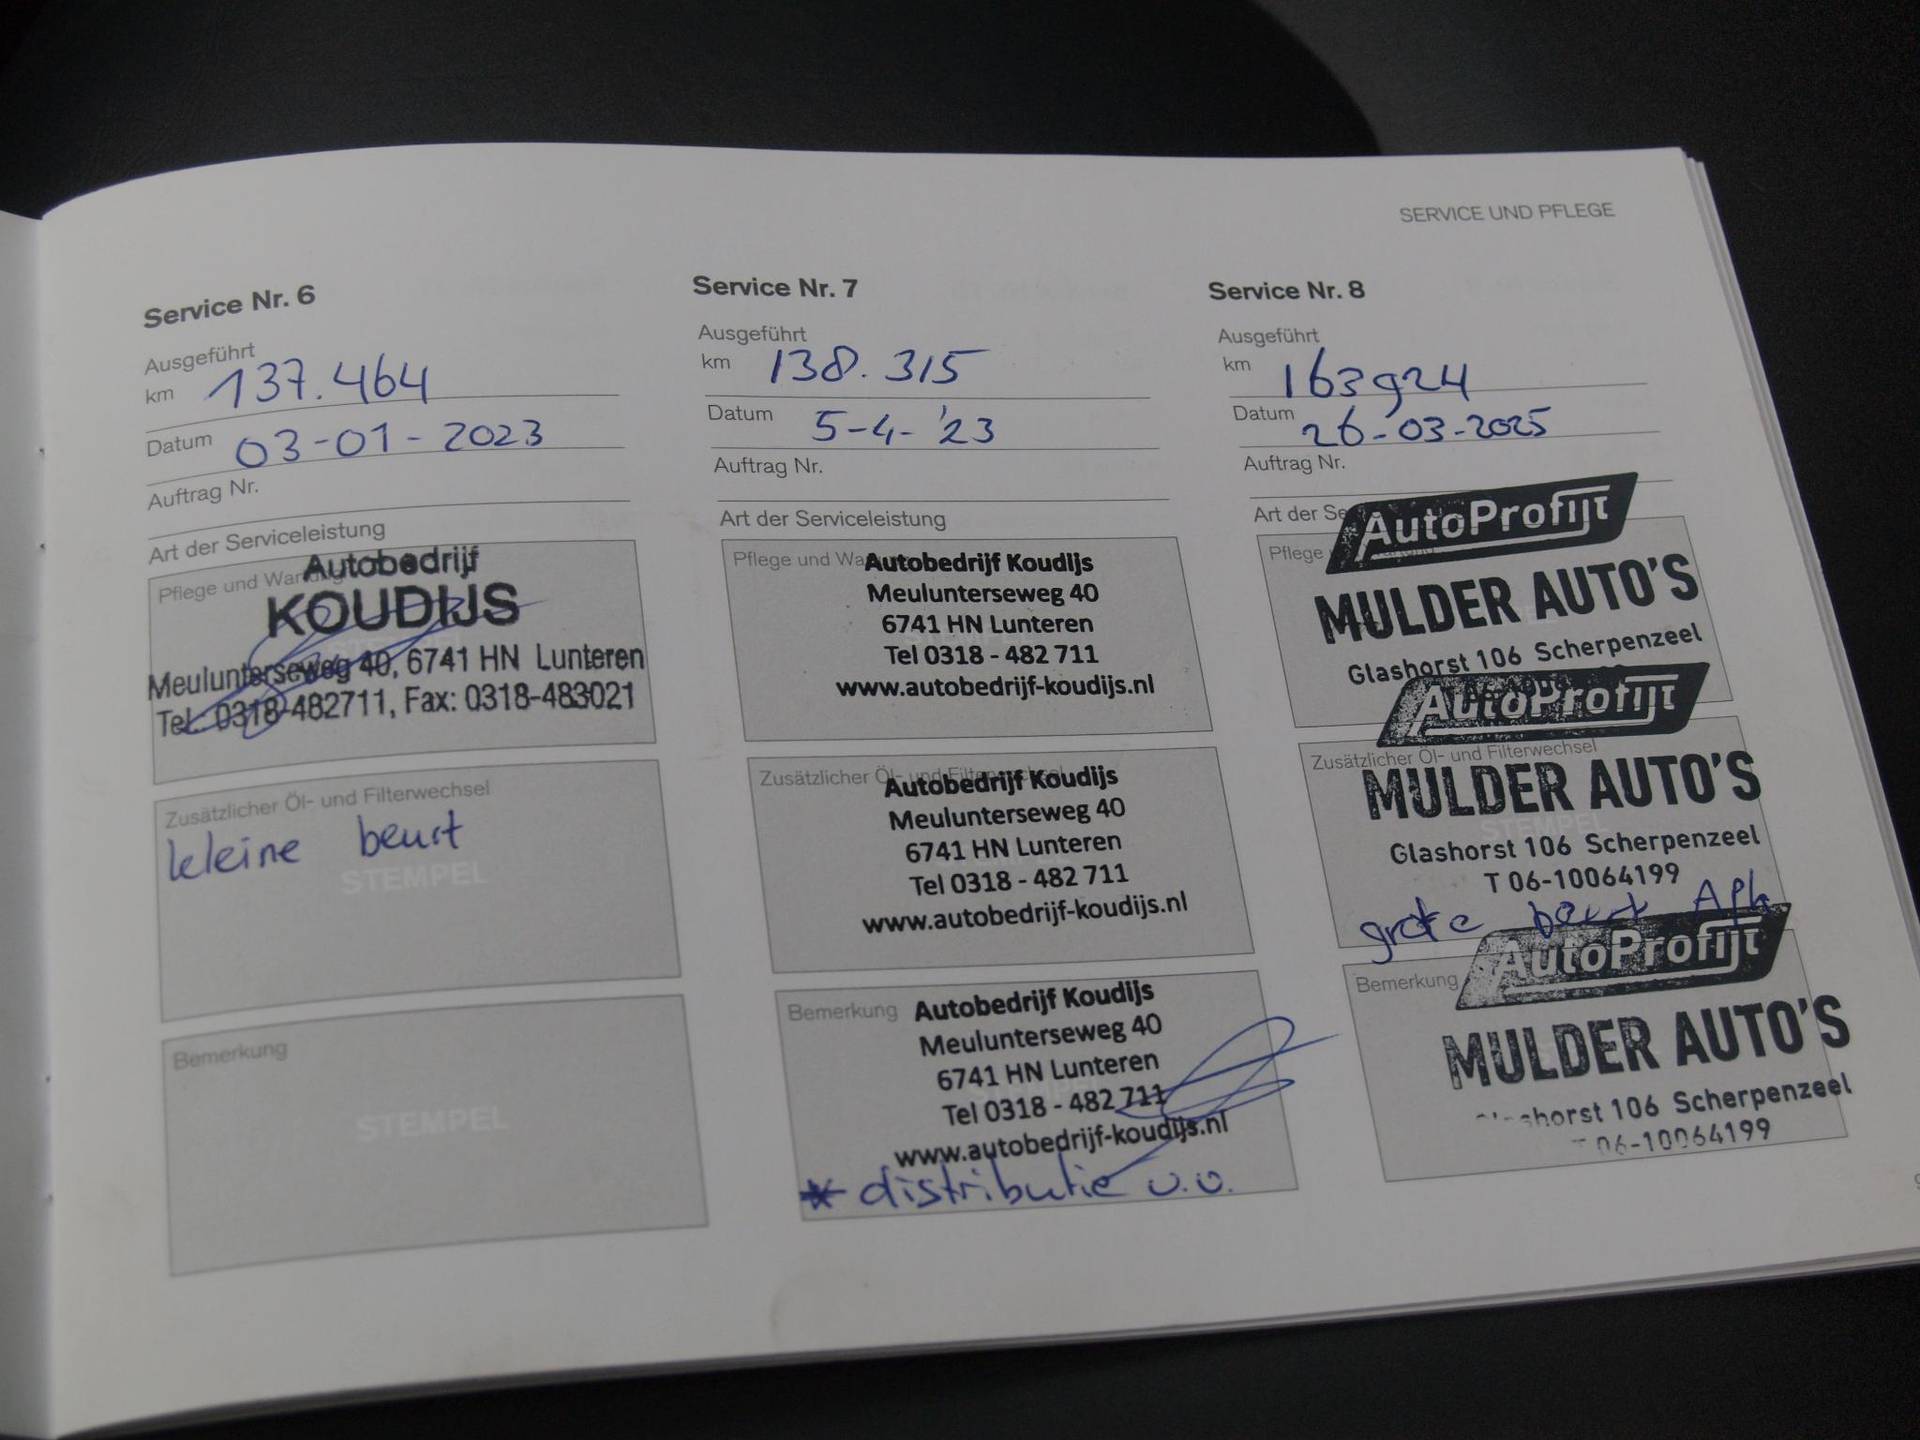 SERVICE UND PFLEGE
Service Nr. 6
Ausgeführt
km 137.464
Datum 03-01-2023
Auftrag Nr.
Art der Serviceleistung
Pflege und Wartung
Autobedrijf
KOUDIJS
Meulunterseweg 40, 6741 HN Lunteren
Tel: 0318-482711, Fax: 0318-483021
Zusätzlicher Öl- und Filterwechsel
kleine beurt
STEMPEL
Bemerkung
STEMPEL
Service Nr. 7
Ausgeführt
km 138.315
Datum 5-4-'23
Auftrag Nr.
Art der Serviceleistung
Pflege und Wa
Autobedrijf Koudijs
Meulunterseweg 40
6741 HN Lunteren
Tel 0318 - 482 711
www.autobedrijf-koudijs.nl
Zusätzlicher Öl- und Filterwechsel
Autobedrijf Koudijs
Meulunterseweg 40
6741 HN Lunteren
Tel 0318 - 482 711
www.autobedrijf-koudijs.nl
Bemerkung
Autobedrijf Koudijs
Meulunterseweg 40
6741 HN Lunteren
Tel 0318 - 482 711
www.autobedrijf-koudijs.nl
* distributie v.v.
Service Nr. 8
Ausgeführt
km 163924
Datum 26-03-2025
Auftrag Nr.
Art der Se
Pflege
AutoProfijt
MULDER AUTO'S
Glashorst 106 Scherpenzeel
Zusätzlicher Öl- und Filterwechsel
AutoProfijt
MULDER AUTO'S
STEMPEL
Glashorst 106 Scherpenzeel
T 06-10064199
grote beurt Apk
Bemerkung
AutoProfijt
MULDER AUTO'S
Glashorst 106 Scherpenzeel
T 06-10064199